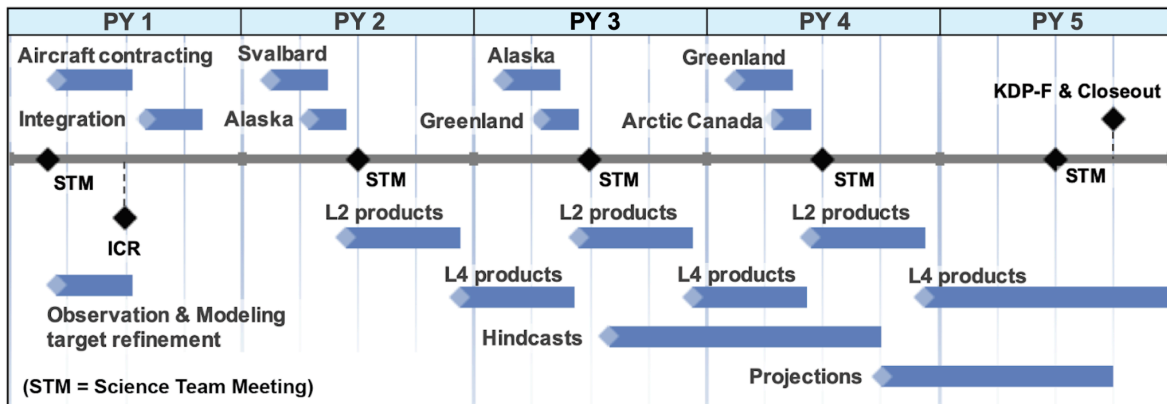 PY 1 PY 2 PY 3 PY 4 PY 5
Aircraft contracting Svalbard Alaska Greenland
KDP-F & Closeout
Integration Alaska Greenland Arctic Canada
STM STM STM STM STM
L2 products L2 products L2 products
ICR
L4 products L4 products L4 products
Observation & Modeling
target refinement
Hindcasts
Projections
(STM = Science Team Meeting)